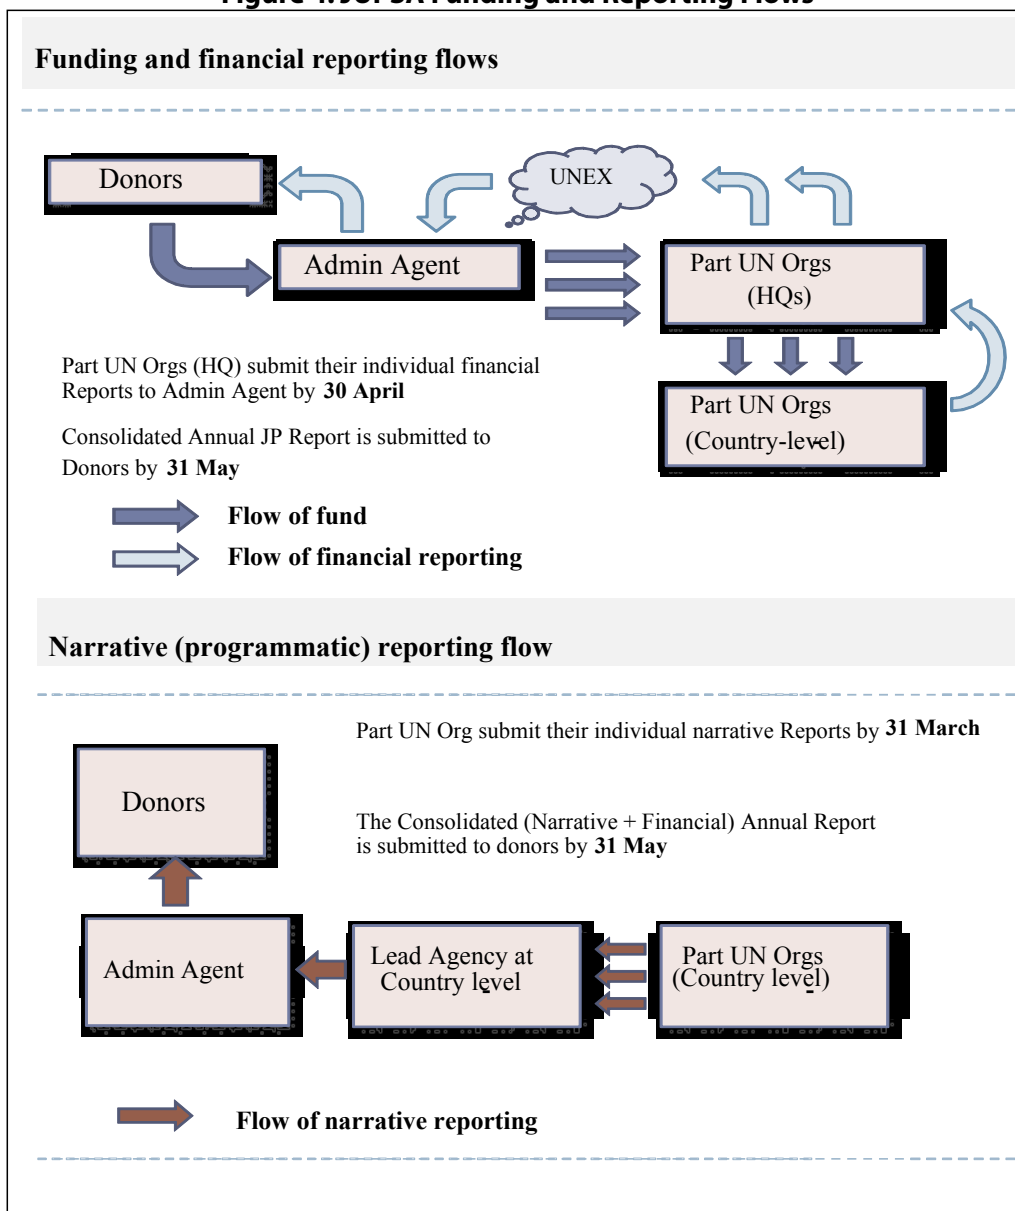 Funding and financial reporting flows
Donors
UNEX
Admin Agent
Part UN Orgs
(HQs)
Part UN Orgs (HQ) submit their individual financial
Reports to Admin Agent by 30 April
Part UN Orgs
(Country-level)
Consolidated Annual JP Report is submitted to
Donors by 31 May
Flow of fund
Flow of financial reporting
Narrative (programmatic) reporting flow
Part UN Org submit their individual narrative Reports by 31 March
Donors
The Consolidated (Narrative + Financial) Annual Report
is submitted to donors by 31 May
Admin Agent
Lead Agency at
Country level
Part UN Orgs
(Country level)
Flow of narrative reporting